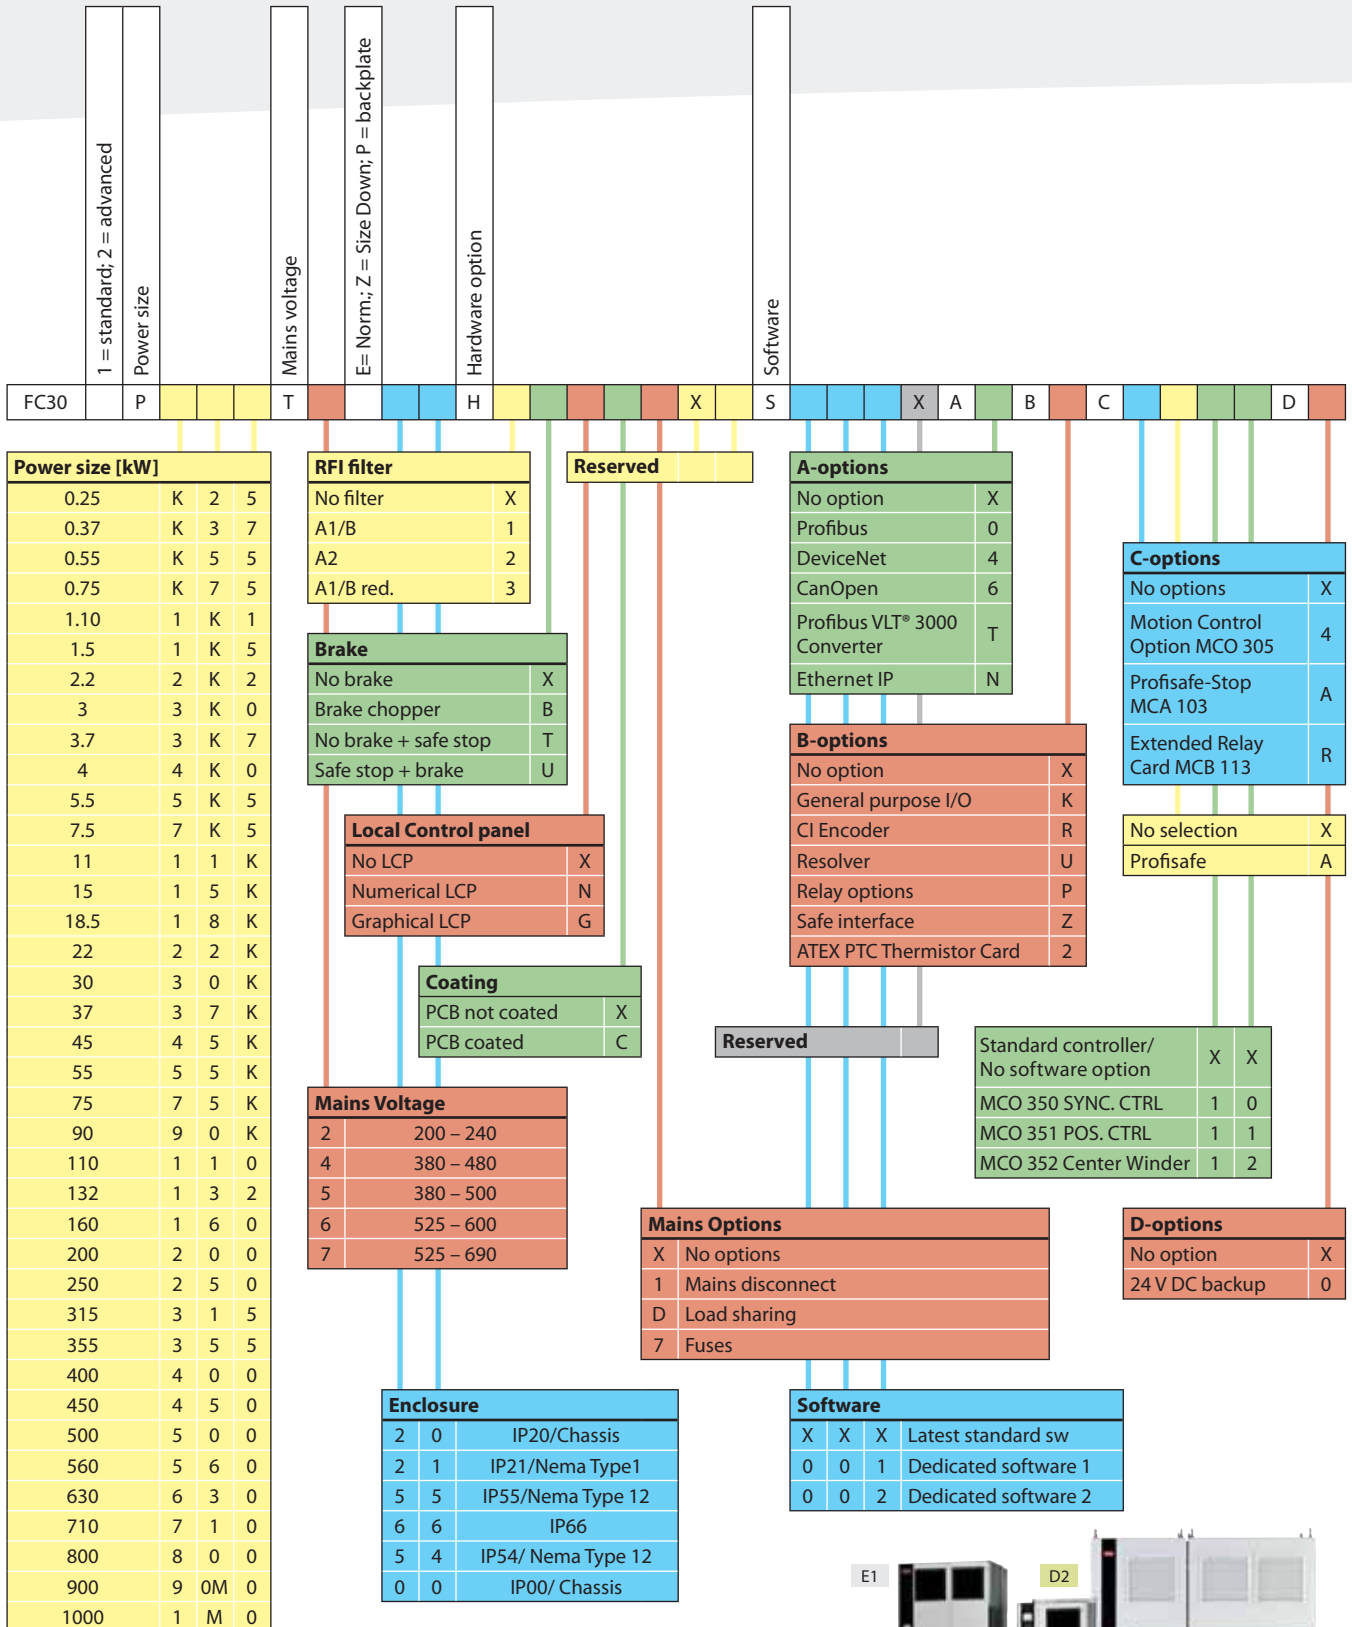 1 = standard; 2 = advanced
Power size
Mains voltage
E= Norm.; Z = Size Down; P = backplate
Hardware option
Software
FC30 P T H X S X A B C D
Power size [kW]
0.25 K 2 5
0.37 K 3 7
0.55 K 5 5
0.75 K 7 5
1.10 1 K 1
1.5 1 K 5
2.2 2 K 2
3 3 K 0
3.7 3 K 7
4 4 K 0
5.5 5 K 5
7.5 7 K 5
11 1 1 K
15 1 5 K
18.5 1 8 K
22 2 2 K
30 3 0 K
37 3 7 K
45 4 5 K
55 5 5 K
75 7 5 K
90 9 0 K
110 1 1 0
132 1 3 2
160 1 6 0
200 2 0 0
250 2 5 0
315 3 1 5
355 3 5 5
400 4 0 0
450 4 5 0
500 5 0 0
560 5 6 0
630 6 3 0
710 7 1 0
800 8 0 0
900 9 0M 0
1000 1 M 0
RFI filter
No filter X
A1/B 1
A2 2
A1/B red. 3
Brake
No brake X
Brake chopper B
No brake + safe stop T
Safe stop + brake U
Local Control panel
No LCP X
Numerical LCP N
Graphical LCP G
Coating
PCB not coated X
PCB coated C
Mains Voltage
2 200 – 240
4 380 – 480
5 380 – 500
6 525 – 600
7 525 – 690
Enclosure
2 0 IP20/Chassis
2 1 IP21/Nema Type1
5 5 IP55/Nema Type 12
6 6 IP66
5 4 IP54/ Nema Type 12
0 0 IP00/ Chassis
Reserved
Mains Options
X No options
1 Mains disconnect
D Load sharing
7 Fuses
A-options
No option X
Profibus 0
DeviceNet 4
CanOpen 6
Profibus VLT® 3000
Converter T
Ethernet IP N
B-options
No option X
General purpose I/O K
CI Encoder R
Resolver U
Relay options P
Safe interface Z
ATEX PTC Thermistor Card 2
Reserved
Software
X X X Latest standard sw
0 0 1 Dedicated software 1
0 0 2 Dedicated software 2
C-options
No options X
Motion Control
Option MCO 305 4
Profisafe-Stop
MCA 103 A
Extended Relay
Card MCB 113 R
No selection X
Profisafe A
Standard controller/
No software option X X
MCO 350 SYNC. CTRL 1 0
MCO 351 POS. CTRL 1 1
MCO 352 Center Winder 1 2
D-options
No option X
24 V DC backup 0
E1
D2